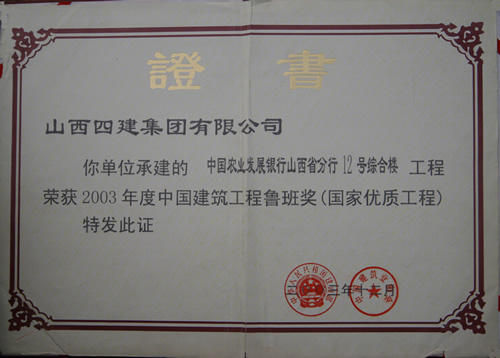 證書
山西四建集团有限公司
你单位承建的 中国农业发展银行山西省分行12号综合楼 工程
荣获2003年度中国建筑工程鲁班奖(国家优质工程)
特发此证
年十 月